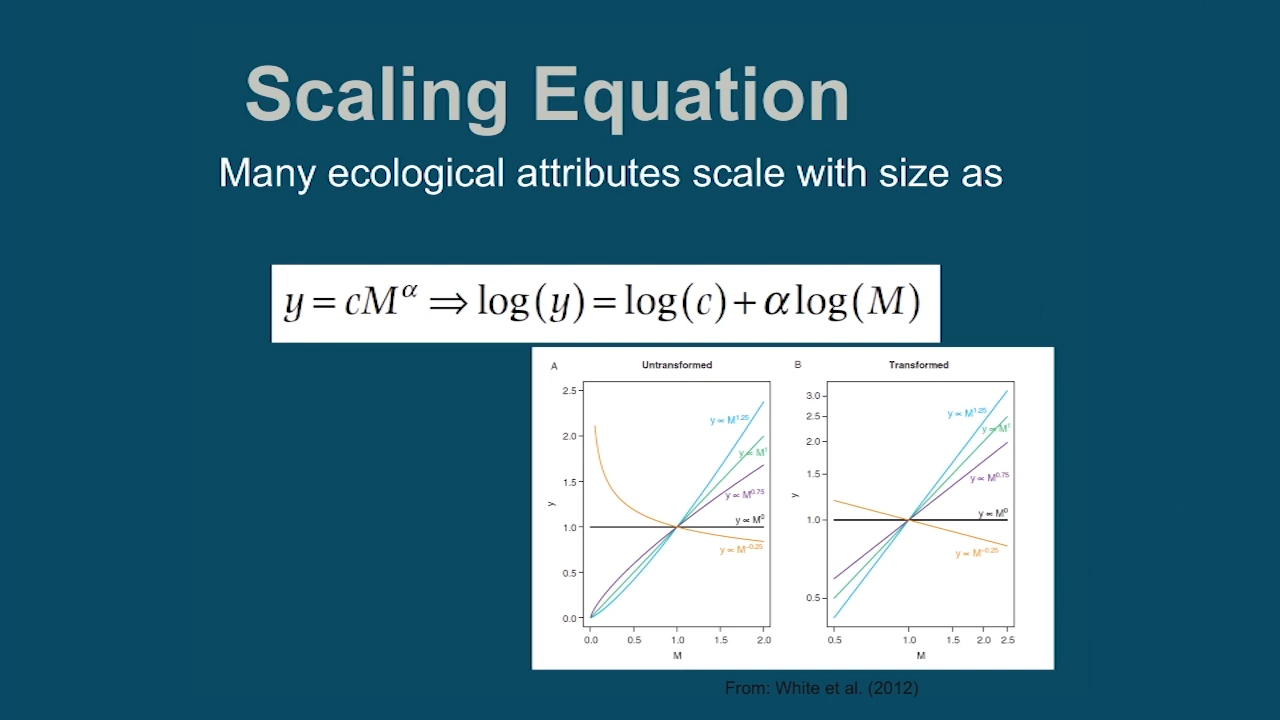 Scaling Equation
Many ecological attributes scale with size as
y = cM^α ⇒ log(y) = log(c) + α log(M)
A Untransformed
2.5
2.0
1.5
1.0
0.5
0.0
y
y ∝ M^1.25
y ∝ M^1
y ∝ M^0.75
y ∝ M^0
y ∝ M^−0.25
0.0 0.5 1.0 1.5 2.0
M
B Transformed
3.0
2.5
2.0
1.5
1.0
0.5
y
y ∝ M^1.25
y ∝ M^1
y ∝ M^0.75
y ∝ M^0
y ∝ M^−0.25
0.5 1.0 1.5 2.0 2.5
M
From: White et al. (2012)